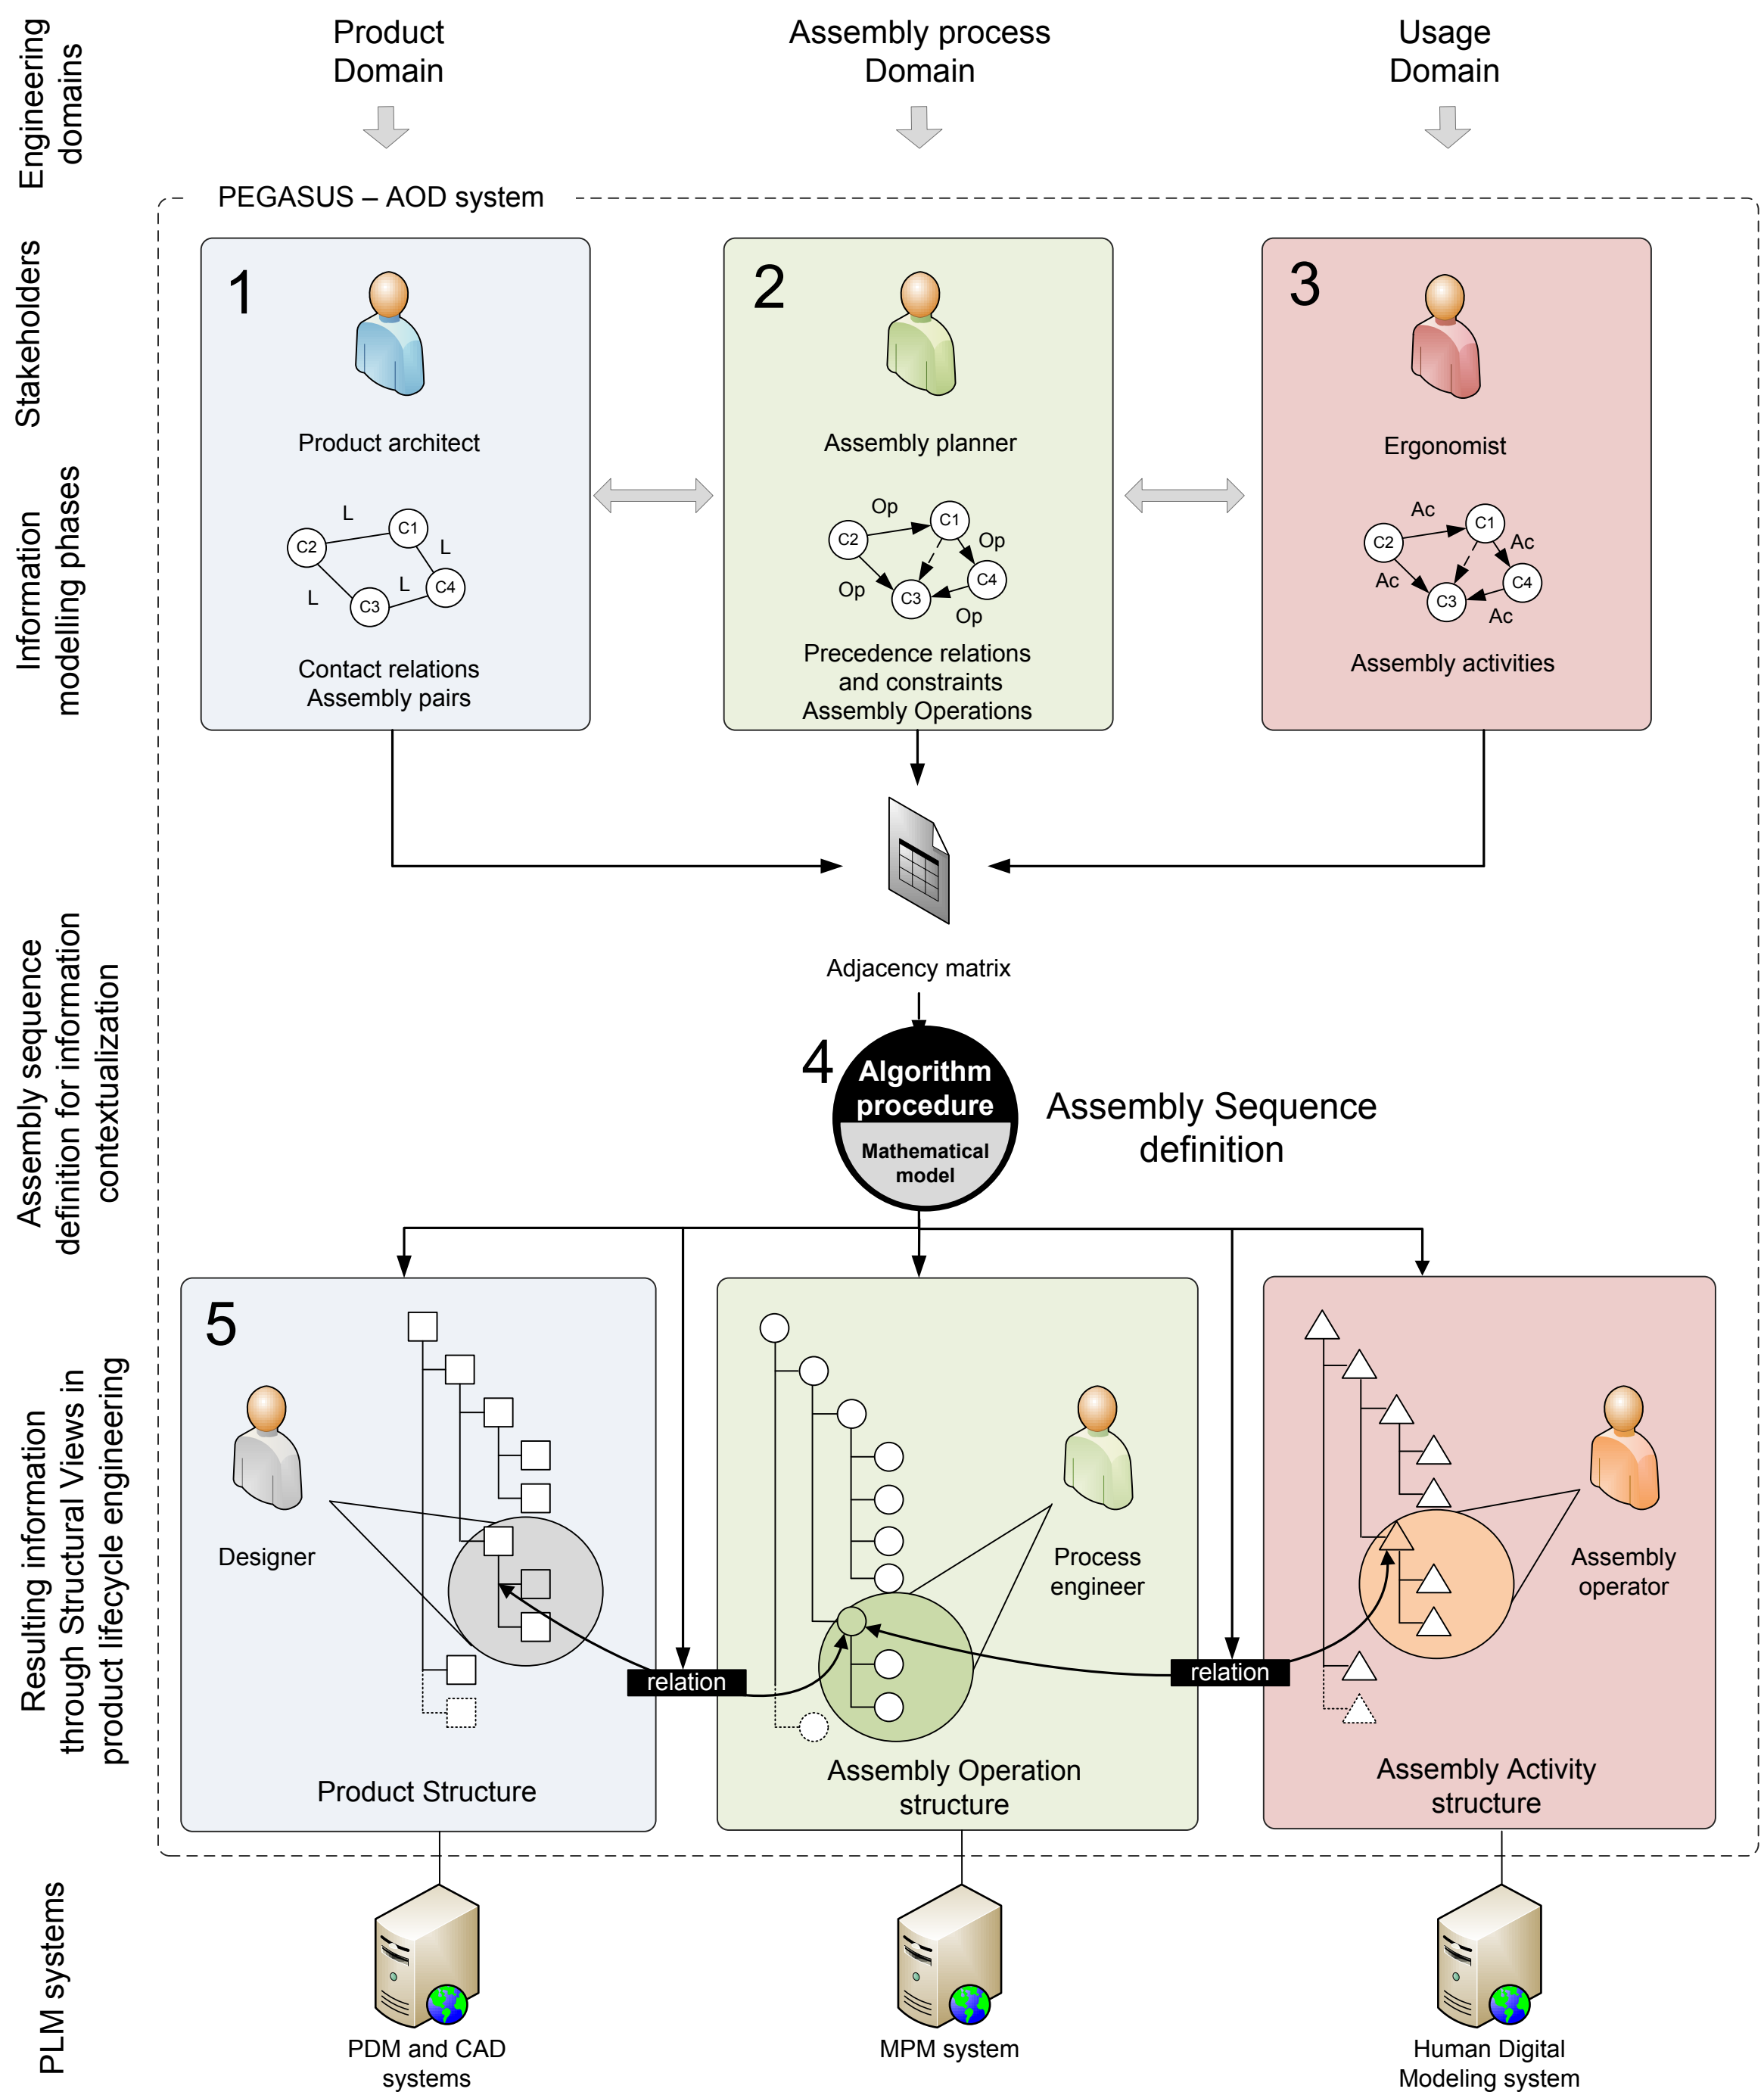 Engineering
domains
Product
Domain
Assembly process
Domain
Usage
Domain
PEGASUS – AOD system
Stakeholders
1
Product architect
2
Assembly planner
3
Ergonomist
Information
modelling phases
L
C1
C2
L
L
C4
L
C3
Contact relations
Assembly pairs
Op
C1
C2
Op
C4
Op
C3
Op
Precedence relations
and constraints
Assembly Operations
Ac
C1
C2
Ac
Ac
C4
C3
Ac
Assembly activities
Assembly sequence
definition for information
contextualization
Adjacency matrix
4
Algorithm
procedure
Mathematical
model
Assembly Sequence
definition
Resulting information
through Structural Views in
product lifecycle engineering
5
Designer
Product Structure
relation
Process
engineer
Assembly Operation
structure
relation
Assembly
operator
Assembly Activity
structure
PLM systems
PDM and CAD
systems
MPM system
Human Digital
Modeling system